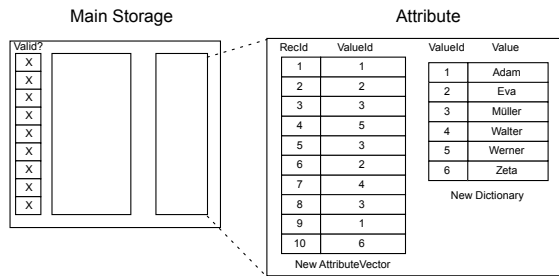 Main Storage
Attribute
Valid?
X
X
X
X
X
X
X
X
X
RecId ValueId
1 1
2 2
3 3
4 5
5 3
6 2
7 4
8 3
9 1
10 6
New AttributeVector
ValueId Value
1 Adam
2 Eva
3 Müller
4 Walter
5 Werner
6 Zeta
New Dictionary